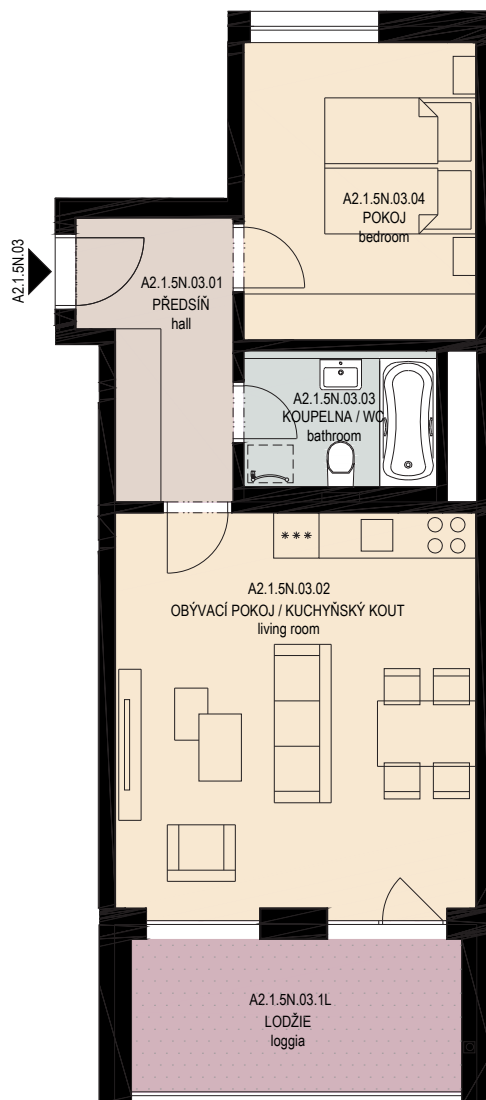 A2.1.5N.03.04
POKOJ
bedroom
A2.1.5N.03
A2.1.5N.03.01
PŘEDSÍŇ
hall
A2.1.5N.03.03
KOUPELNA / WC
bathroom
***
A2.1.5N.03.02
OBÝVACÍ POKOJ / KUCHYŇSKÝ KOUT
living room
A2.1.5N.03.1L
LODŽIE
loggia